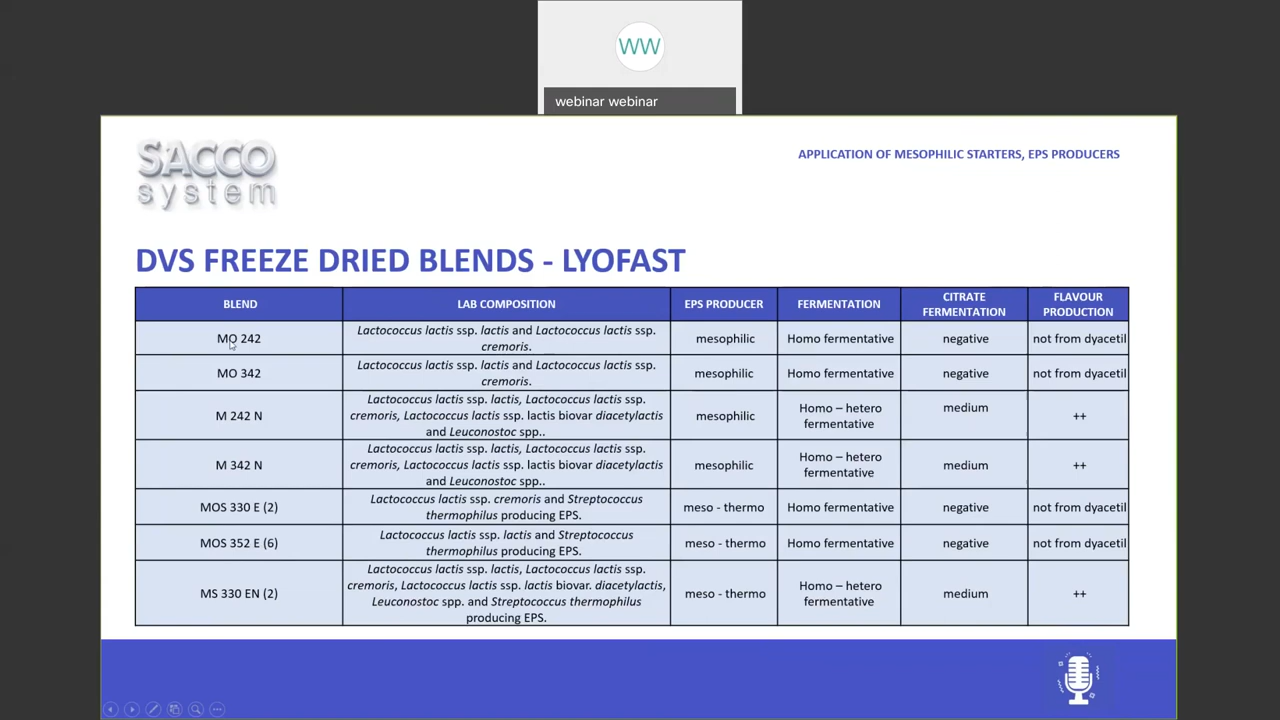 WW
webinar webinar
SACCO
system
APPLICATION OF MESOPHILIC STARTERS, EPS PRODUCERS
DVS FREEZE DRIED BLENDS - LYOFAST
BLEND
LAB COMPOSITION
EPS PRODUCER
FERMENTATION
CITRATE
FERMENTATION
FLAVOUR
PRODUCTION
MO 242
Lactococcus lactis ssp. lactis and Lactococcus lactis ssp.
cremoris.
mesophilic
Homo fermentative
negative
not from dyacetil
MO 342
Lactococcus lactis ssp. lactis and Lactococcus lactis ssp.
cremoris.
mesophilic
Homo fermentative
negative
not from dyacetil
M 242 N
Lactococcus lactis ssp. lactis, Lactococcus lactis ssp.
cremoris, Lactococcus lactis ssp. lactis biovar diacetylactis
and Leuconostoc spp..
mesophilic
Homo – hetero
fermentative
medium
++
M 342 N
Lactococcus lactis ssp. lactis, Lactococcus lactis ssp.
cremoris, Lactococcus lactis ssp. lactis biovar diacetylactis
and Leuconostoc spp..
mesophilic
Homo – hetero
fermentative
medium
++
MOS 330 E (2)
Lactococcus lactis ssp. cremoris and Streptococcus
thermophilus producing EPS.
meso - thermo
Homo fermentative
negative
not from dyacetil
MOS 352 E (6)
Lactococcus lactis ssp. lactis and Streptococcus
thermophilus producing EPS.
meso - thermo
Homo fermentative
negative
not from dyacetil
MS 330 EN (2)
Lactococcus lactis ssp. lactis, Lactococcus lactis ssp.
cremoris, Lactococcus lactis ssp. lactis biovar. diacetylactis,
Leuconostoc spp. and Streptococcus thermophilus
producing EPS.
meso - thermo
Homo – hetero
fermentative
medium
++